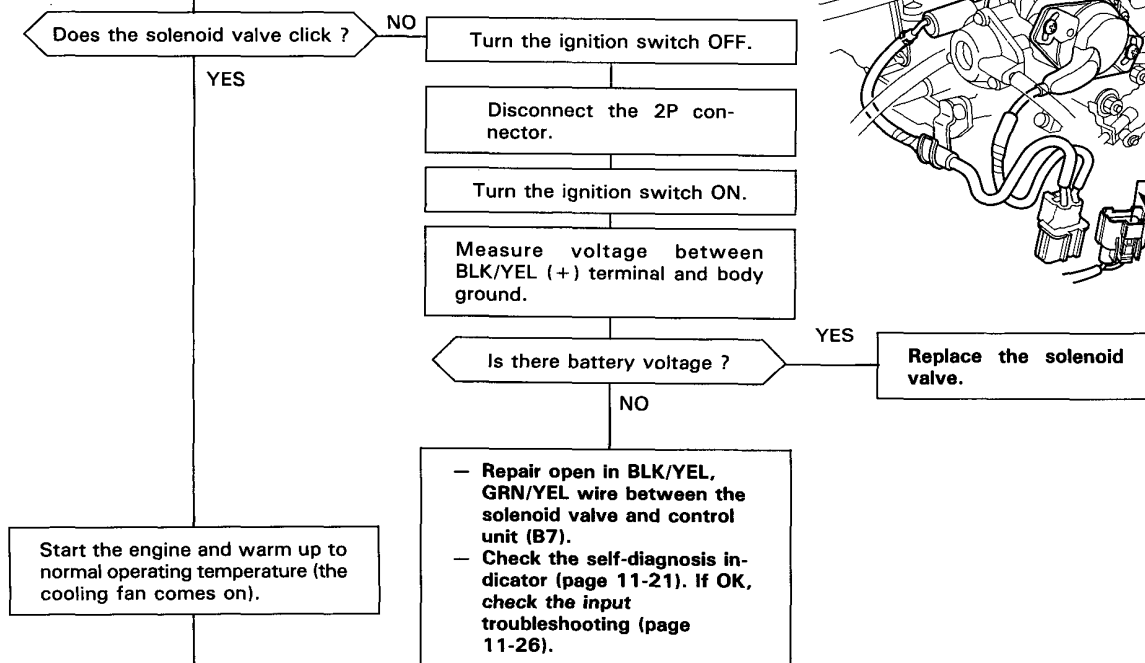 Does the solenoid valve click ?
NO
YES
Turn the ignition switch OFF.
Disconnect the 2P con-
nector.
Turn the ignition switch ON.
Measure voltage between
BLK/YEL (+) terminal and body
ground.
Is there battery voltage ?
YES
Replace the solenoid
valve.
NO
— Repair open in BLK/YEL,
GRN/YEL wire between the
solenoid valve and control
unit (B7).
— Check the self-diagnosis in-
dicator (page 11-21). If OK,
check the input
troubleshooting (page
11-26).
Start the engine and warm up to
normal operating temperature (the
cooling fan comes on).